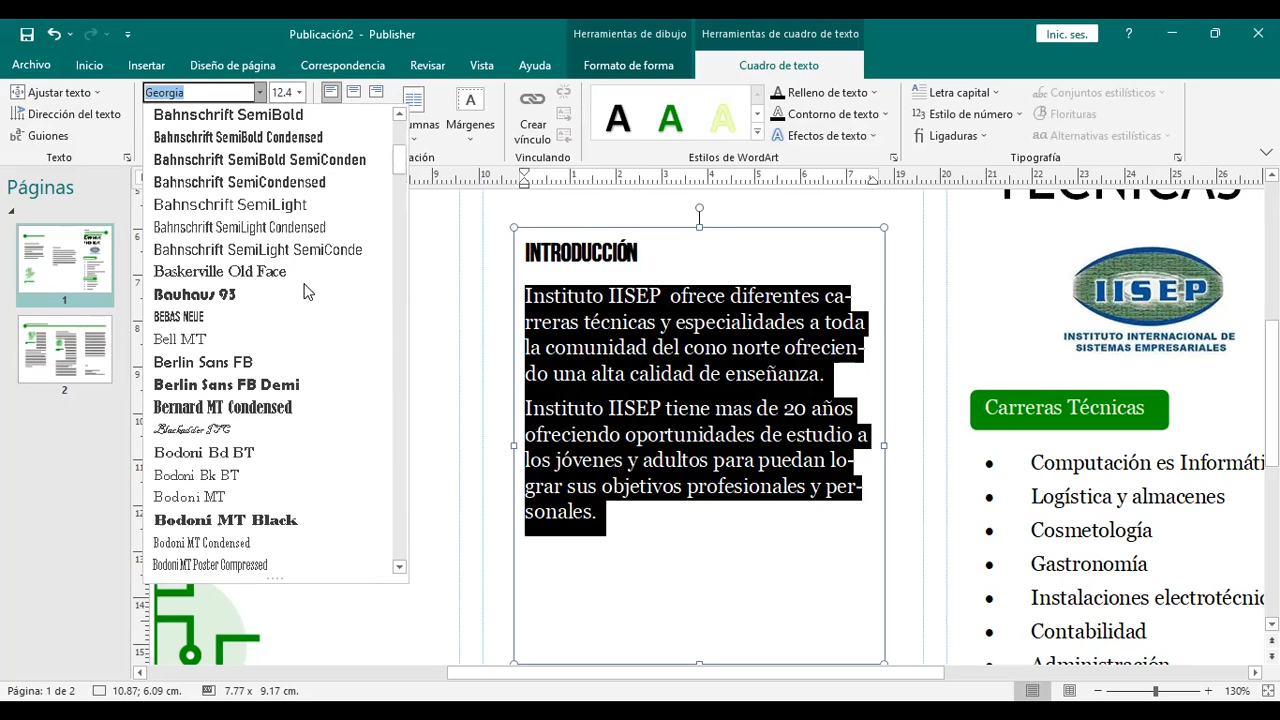 Publicación2 - Publisher
Herramientas de dibujo
Herramientas de cuadro de texto
Inic. ses.
?
Archivo
Inicio
Insertar
Diseño de página
Correspondencia
Revisar
Vista
Ayuda
Formato de forma
Cuadro de texto
Ajustar texto
Dirección del texto
Guiones
Texto
Georgia
12.4
lumnas
Márgenes
ación
Crear
vínculo
Vinculando
A A A
Estilos de WordArt
Relleno de texto
Contorno de texto
Efectos de texto
Letra capital
Estilo de número
Ligaduras
Conjuntos estilísticos
Florituras
Alternativas estilísticas
Tipografía
Páginas
1
2
Bahnschrift SemiBold
Bahnschrift SemiBold Condensed
Bahnschrift SemiBold SemiConden
Bahnschrift SemiCondensed
Bahnschrift SemiLight
Bahnschrift SemiLight Condensed
Bahnschrift SemiLight SemiConde
Baskerville Old Face
Bauhaus 93
BEBAS NEUE
Bell MT
Berlin Sans FB
Berlin Sans FB Demi
Bernard MT Condensed
Blackadder ITC
Bodoni Bd BT
Bodoni Bk BT
Bodoni MT
Bodoni MT Black
Bodoni MT Condensed
Bodoni MT Poster Compressed
INTRODUCCIÓN
Instituto IISEP ofrece diferentes ca-
rreras técnicas y especialidades a toda
la comunidad del cono norte ofrecien-
do una alta calidad de enseñanza.
Instituto IISEP tiene mas de 20 años
ofreciendo oportunidades de estudio a
los jóvenes y adultos para puedan lo-
grar sus objetivos profesionales y per-
sonales.
TÉCNICAS
IISEP
INSTITUTO INTERNACIONAL DE
SISTEMAS EMPRESARIALES
Carreras Técnicas
• Computación es Informáti
• Logística y almacenes
• Cosmetología
• Gastronomía
• Instalaciones electrotécnic
• Contabilidad
• Administración
Página: 1 de 2
10.87; 6.09 cm.
7.77 x 9.17 cm.
130%